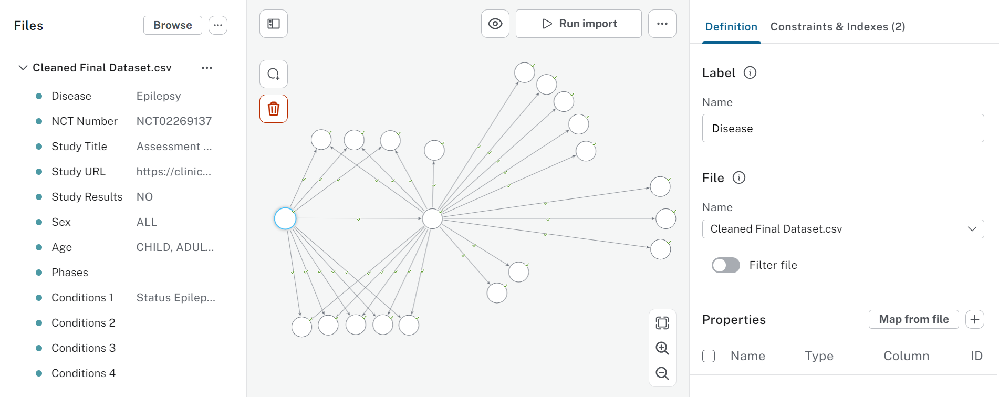 Files
Browse
Cleaned Final Dataset.csv
Disease Epilepsy
NCT Number NCT02269137
Study Title Assessment ...
Study URL https://clinic...
Study Results NO
Sex ALL
Age CHILD, ADUL...
Phases
Conditions 1 Status Epilep...
Conditions 2
Conditions 3
Conditions 4
Run import
Definition Constraints & Indexes (2)
Label
Name
Disease
File
Name
Cleaned Final Dataset.csv
Filter file
Properties Map from file
Name Type Column ID